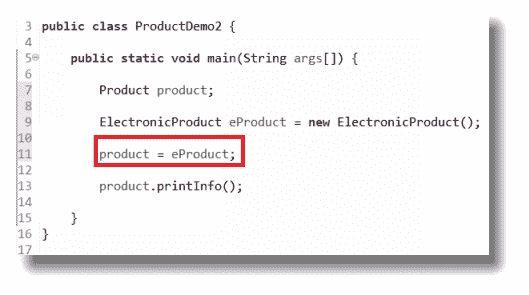 3 public class ProductDemo2 {
4
5 public static void main(String args[]) {
6
7 Product product;
8
9 ElectronicProduct eProduct = new ElectronicProduct();
10
11 product = eProduct;
12
13 product.printInfo();
14
15 }
16 }
17